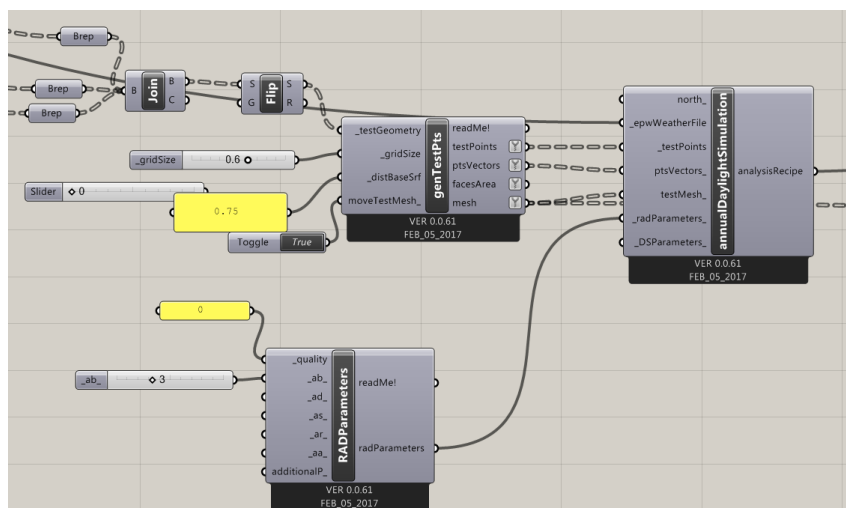 Brep
Brep
Brep
B Join B
C
S Flip S
G R
_gridSize 0.6
Slider 0
0.75
Toggle True
_testGeometry
_gridSize
_distBaseSrf
moveTestMesh_
genTestPts
readMe!
testPoints
ptsVectors
facesArea
mesh
VER 0.0.61
FEB_05_2017
north_
_epwWeatherFile
_testPoints
ptsVectors_
testMesh_
_radParameters_
_DSParameters_
annualDaylightSimulation
analysisRecipe
VER 0.0.61
FEB_05_2017
0
_ab_ 3
_quality
_ab_
_ad_
_as_
_ar_
_aa_
additionalP_
RADParameters
readMe!
radParameters
VER 0.0.61
FEB_05_2017